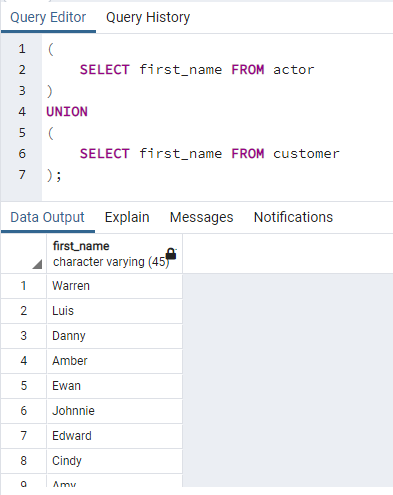 Query Editor Query History
1 (
2 SELECT first_name FROM actor
3 )
4 UNION
5 (
6 SELECT first_name FROM customer
7 );
Data Output Explain Messages Notifications
first_name
character varying (45)
1 Warren
2 Luis
3 Danny
4 Amber
5 Ewan
6 Johnnie
7 Edward
8 Cindy
9 Amy